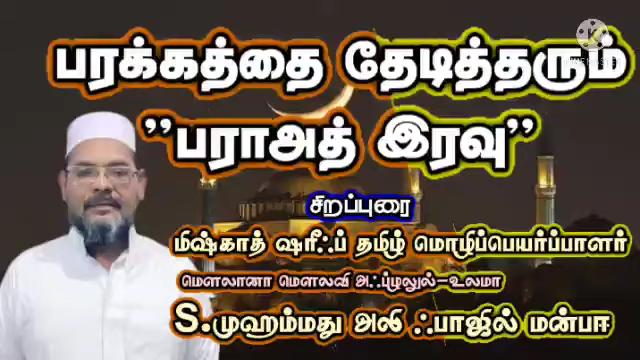 பரக்கத்தை தேடித்தரும்
"பராஅத் இரவு"
சிறப்புரை
மிஷ்காத் ஷரீஃப் தமிழ் மொழிப்பெயர்ப்பாளர்
மௌலானா மௌலவி அஃப்ழலுல்-உலமா
S.முஹம்மது அலி ஃபாஜில் மன்பஈ